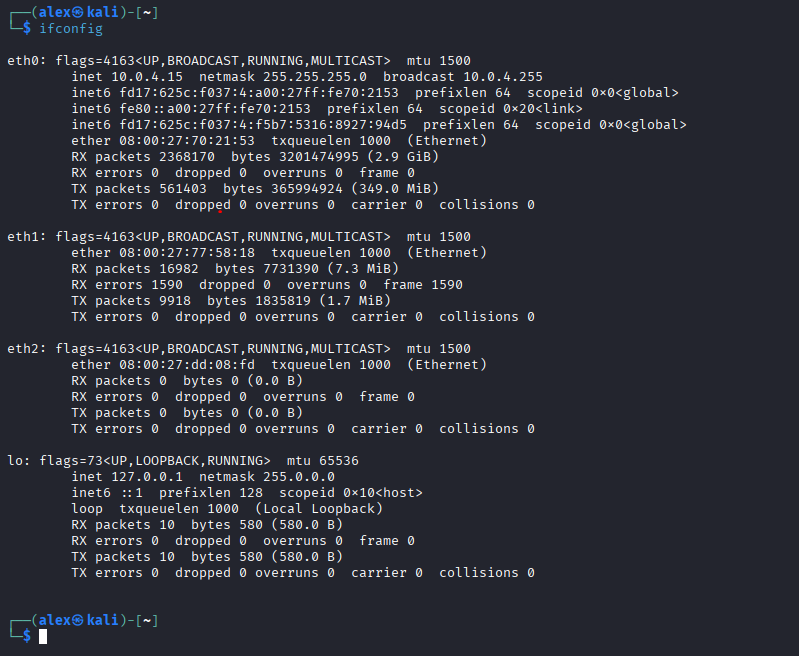 ┌──(alex㉿kali)-[~]
└─$ ifconfig
eth0: flags=4163<UP,BROADCAST,RUNNING,MULTICAST>  mtu 1500
        inet 10.0.4.15  netmask 255.255.255.0  broadcast 10.0.4.255
        inet6 fd17:625c:f037:4:a00:27ff:fe70:2153  prefixlen 64  scopeid 0×0<global>
        inet6 fe80::a00:27ff:fe70:2153  prefixlen 64  scopeid 0×20<link>
        inet6 fd17:625c:f037:4:f5b7:5316:8927:94d5  prefixlen 64  scopeid 0×0<global>
        ether 08:00:27:70:21:53  txqueuelen 1000  (Ethernet)
        RX packets 2368170  bytes 3201474995 (2.9 GiB)
        RX errors 0  dropped 0  overruns 0  frame 0
        TX packets 561403  bytes 365994924 (349.0 MiB)
        TX errors 0  dropped 0 overruns 0  carrier 0  collisions 0
eth1: flags=4163<UP,BROADCAST,RUNNING,MULTICAST>  mtu 1500
        ether 08:00:27:77:58:18  txqueuelen 1000  (Ethernet)
        RX packets 16982  bytes 7731390 (7.3 MiB)
        RX errors 1590  dropped 0  overruns 0  frame 1590
        TX packets 9918  bytes 1835819 (1.7 MiB)
        TX errors 0  dropped 0 overruns 0  carrier 0  collisions 0
eth2: flags=4163<UP,BROADCAST,RUNNING,MULTICAST>  mtu 1500
        ether 08:00:27:dd:08:fd  txqueuelen 1000  (Ethernet)
        RX packets 0  bytes 0 (0.0 B)
        RX errors 0  dropped 0  overruns 0  frame 0
        TX packets 0  bytes 0 (0.0 B)
        TX errors 0  dropped 0 overruns 0  carrier 0  collisions 0
lo: flags=73<UP,LOOPBACK,RUNNING>  mtu 65536
        inet 127.0.0.1  netmask 255.0.0.0
        inet6 ::1  prefixlen 128  scopeid 0×10<host>
        loop  txqueuelen 1000  (Local Loopback)
        RX packets 10  bytes 580 (580.0 B)
        RX errors 0  dropped 0  overruns 0  frame 0
        TX packets 10  bytes 580 (580.0 B)
        TX errors 0  dropped 0 overruns 0  carrier 0  collisions 0
┌──(alex㉿kali)-[~]
└─$